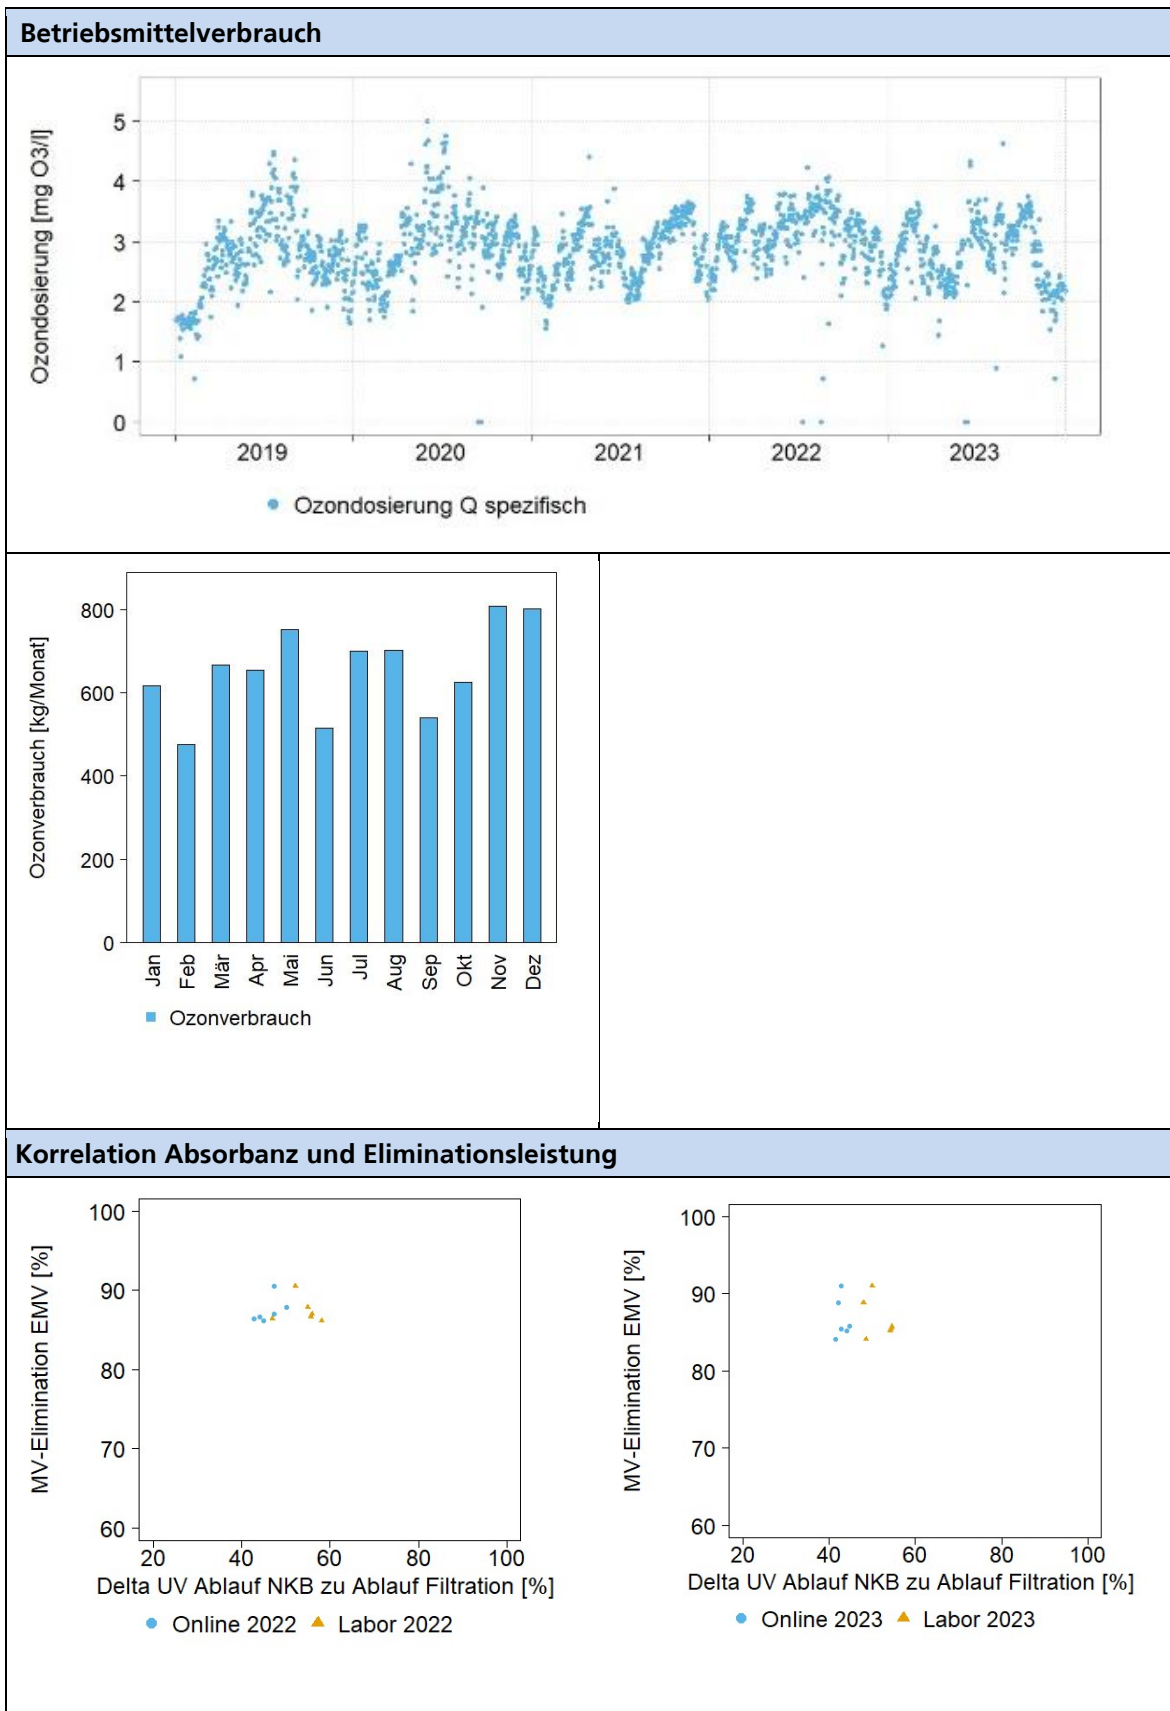 Betriebsmittelverbrauch
Ozondosierung [mg O3/l]
5
4
3
2
1
0
2019 2020 2021 2022 2023
Ozondosierung Q spezifisch
Ozonverbrauch [kg/Monat]
800
600
400
200
0
Jan Feb Mär Apr Mai Jun Jul Aug Sep Okt Nov Dez
Ozonverbrauch
Korrelation Absorbanz und Eliminationsleistung
MV-Elimination EMV [%]
100
90
80
70
60
20 40 60 80 100
Delta UV Ablauf NKB zu Ablauf Filtration [%]
Online 2022 Labor 2022
MV-Elimination EMV [%]
100
90
80
70
60
20 40 60 80 100
Delta UV Ablauf NKB zu Ablauf Filtration [%]
Online 2023 Labor 2023